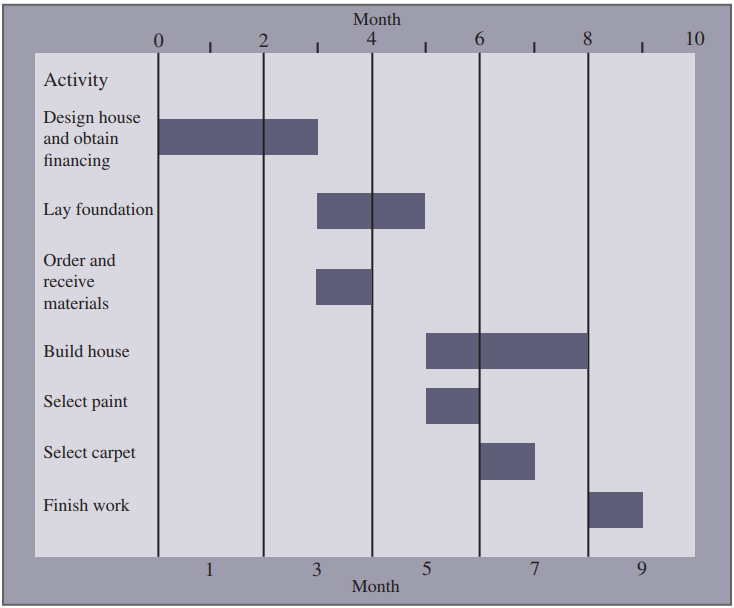 Month
0 2 4 6 8 10
Activity
Design house
and obtain
financing
Lay foundation
Order and
receive
materials
Build house
Select paint
Select carpet
Finish work
1 3 5 7 9
Month